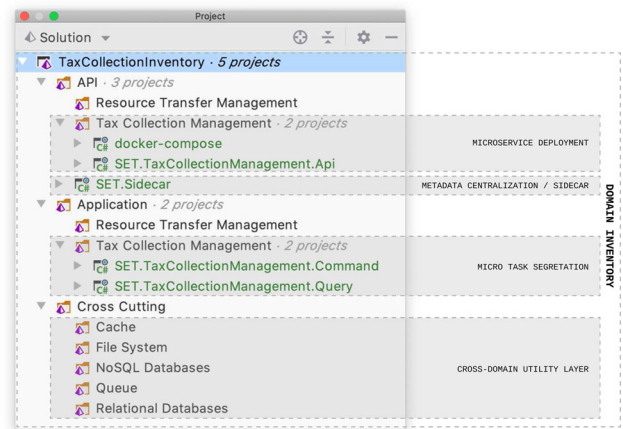 Project
Solution
TaxCollectionInventory · 5 projects
API · 3 projects
Resource Transfer Management
Tax Collection Management · 2 projects
C# docker-compose
MICROSERVICE DEPLOYMENT
C# SET.TaxCollectionManagement.Api
C# SET.Sidecar
METADATA CENTRALIZATION / SIDECAR
Application · 2 projects
Resource Transfer Management
Tax Collection Management · 2 projects
C# SET.TaxCollectionManagement.Command
MICRO TASK SEGRETATION
C# SET.TaxCollectionManagement.Query
Cross Cutting
Cache
File System
NoSQL Databases
CROSS-DOMAIN UTILITY LAYER
Queue
Relational Databases
DOMAIN INVENTORY